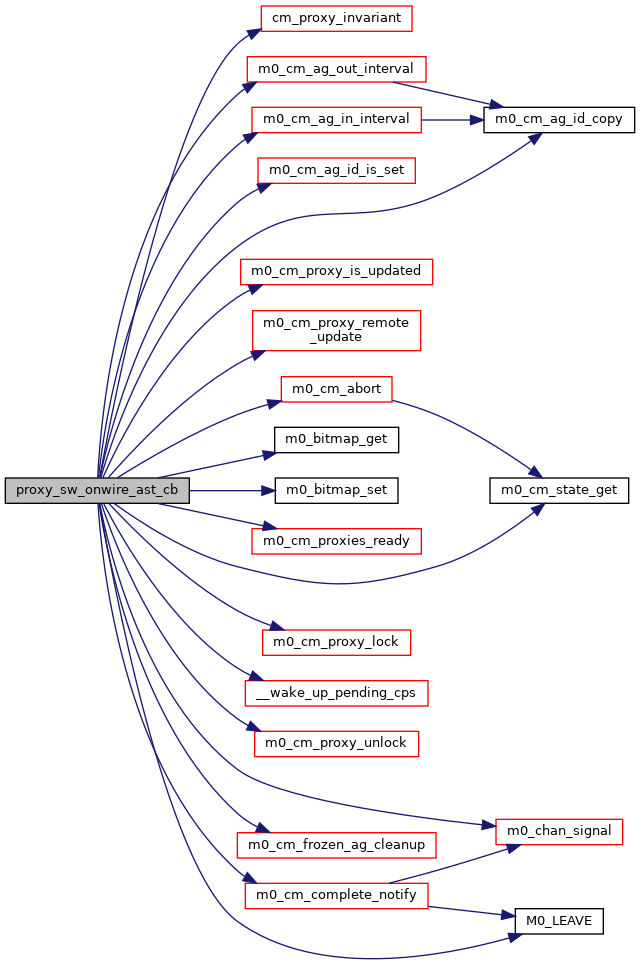 cm_proxy_invariant
m0_cm_ag_out_interval
m0_cm_ag_in_interval
m0_cm_ag_id_copy
m0_cm_ag_id_is_set
m0_cm_proxy_is_updated
m0_cm_proxy_remote
_update
m0_cm_abort
m0_bitmap_get
proxy_sw_onwire_ast_cb
m0_bitmap_set
m0_cm_state_get
m0_cm_proxies_ready
m0_cm_proxy_lock
__wake_up_pending_cps
m0_cm_proxy_unlock
m0_chan_signal
m0_cm_frozen_ag_cleanup
m0_cm_complete_notify
M0_LEAVE